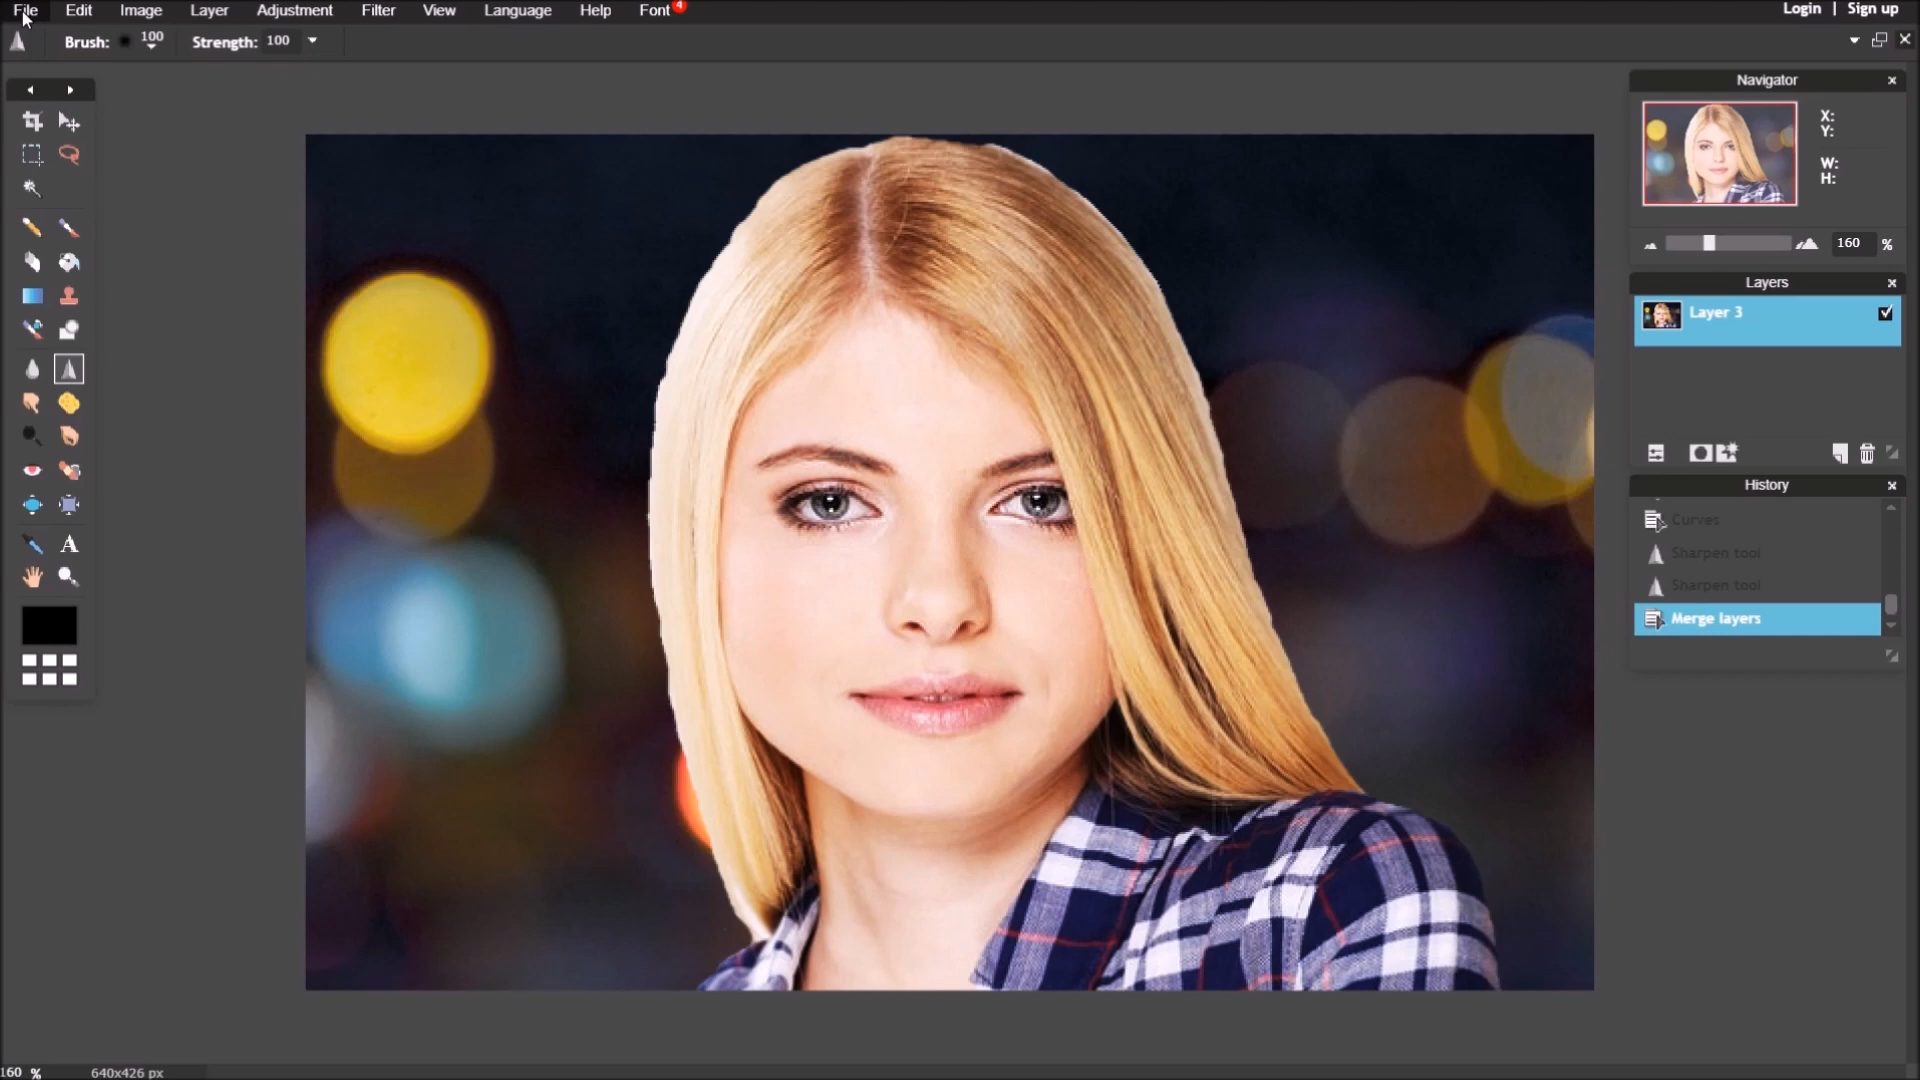 File Edit Image Layer Adjustment Filter View Language Help Font 4 Login | Sign up
Brush: 100 Strength: 100
Navigator
X:
Y:
W:
H:
160 %
Layers
Layer 3
History
Curves
Sharpen tool
Sharpen tool
Merge layers
A
160 % 640x426 px